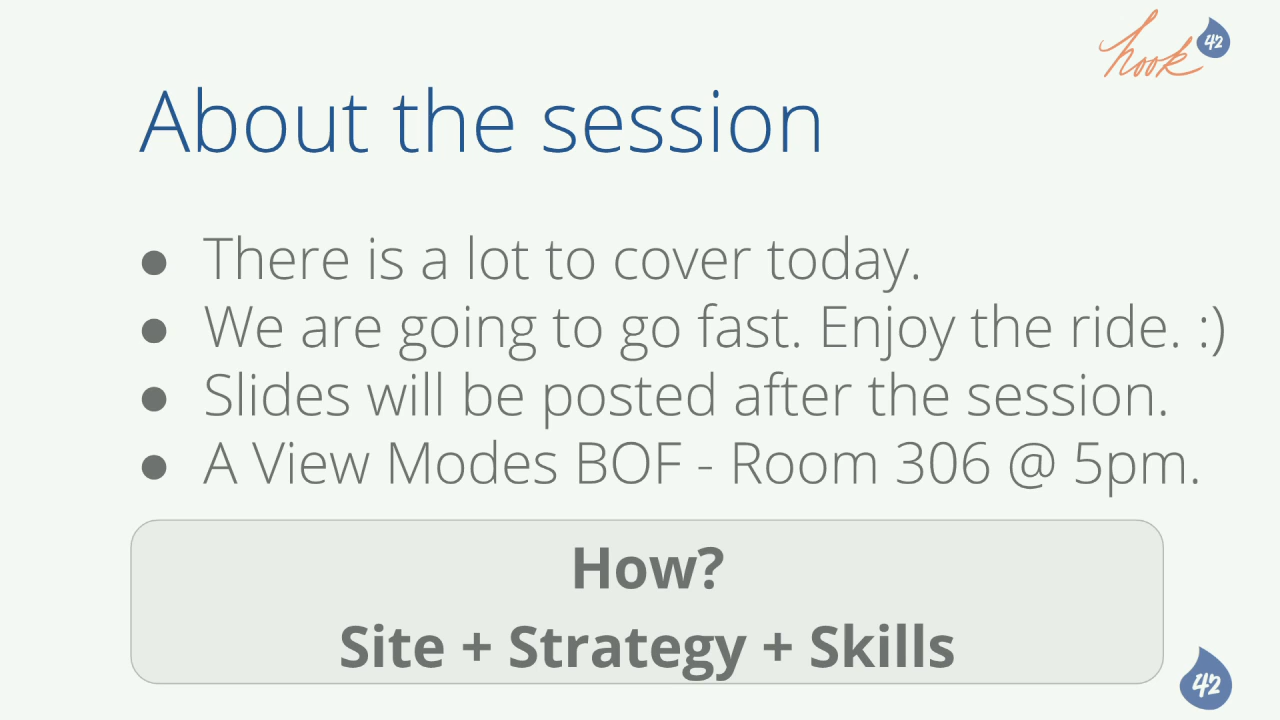 hook 42
About the session
● There is a lot to cover today.
● We are going to go fast. Enjoy the ride. :)
● Slides will be posted after the session.
● A View Modes BOF - Room 306 @ 5pm.
How?
Site + Strategy + Skills
42